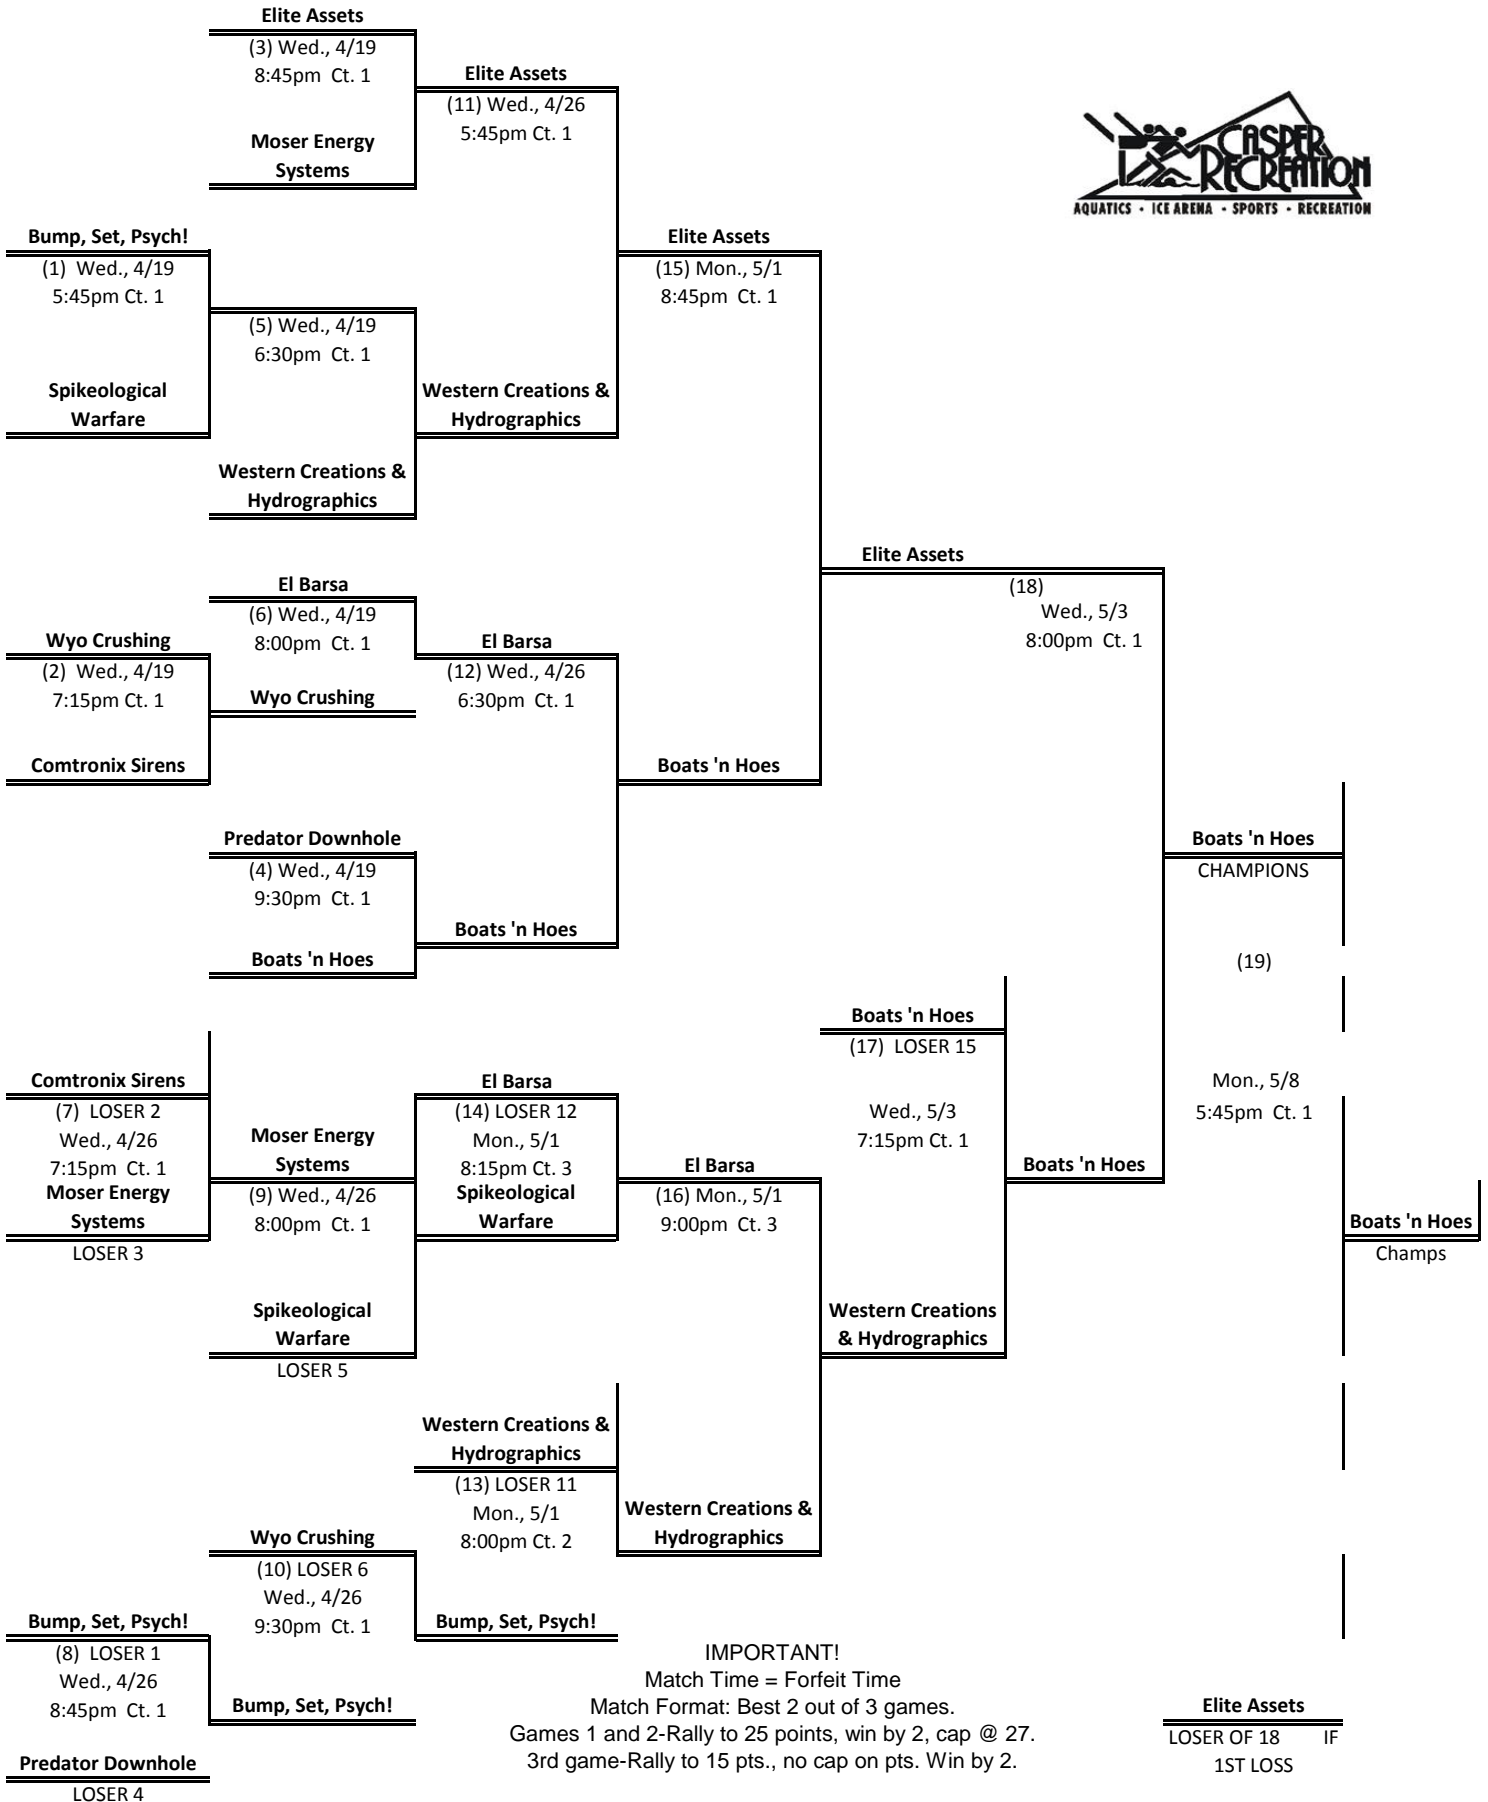 Elite Assets
(3) Wed., 4/19
8:45pm  Ct. 1
Moser Energy
Systems
Elite Assets
(11) Wed., 4/26
5:45pm Ct. 1
CASPER
RECREATION
AQUATICS · ICE ARENA · SPORTS · RECREATION
Bump, Set, Psych!
(1)  Wed., 4/19
5:45pm Ct. 1
Spikeological
Warfare
(5) Wed., 4/19
6:30pm  Ct. 1
Western Creations &
Hydrographics
Western Creations &
Hydrographics
Elite Assets
(15) Mon., 5/1
8:45pm  Ct. 1
Elite Assets
(18)
Wed., 5/3
8:00pm  Ct. 1
El Barsa
(6) Wed., 4/19
8:00pm  Ct. 1
Wyo Crushing
(2)  Wed., 4/19
7:15pm Ct. 1
Wyo Crushing
Comtronix Sirens
El Barsa
(12) Wed., 4/26
6:30pm  Ct. 1
Boats 'n Hoes
Predator Downhole
(4) Wed., 4/19
9:30pm  Ct. 1
Boats 'n Hoes
Boats 'n Hoes
Boats 'n Hoes
CHAMPIONS
(19)
Mon., 5/8
5:45pm  Ct. 1
Boats 'n Hoes
(17)  LOSER 15
Wed., 5/3
7:15pm Ct. 1
Boats 'n Hoes
Comtronix Sirens
(7)  LOSER 2
Wed., 4/26
7:15pm  Ct. 1
Moser Energy
Systems
LOSER 3
Moser Energy
Systems
(9) Wed., 4/26
8:00pm  Ct. 1
Spikeological
Warfare
LOSER 5
El Barsa
(14) LOSER 12
Mon., 5/1
8:15pm Ct. 3
Spikeological
Warfare
El Barsa
(16) Mon., 5/1
9:00pm  Ct. 3
Western Creations
& Hydrographics
Boats 'n Hoes
Champs
Western Creations &
Hydrographics
(13) LOSER 11
Mon., 5/1
8:00pm Ct. 2
Western Creations &
Hydrographics
Wyo Crushing
(10) LOSER 6
Wed., 4/26
9:30pm  Ct. 1
Bump, Set, Psych!
Bump, Set, Psych!
(8)  LOSER 1
Wed., 4/26
8:45pm  Ct. 1
Bump, Set, Psych!
Predator Downhole
LOSER 4
IMPORTANT!
Match Time = Forfeit Time
Match Format: Best 2 out of 3 games.
Games 1 and 2-Rally to 25 points, win by 2, cap @ 27.
3rd game-Rally to 15 pts., no cap on pts. Win by 2.
Elite Assets
LOSER OF 18 IF
1ST LOSS